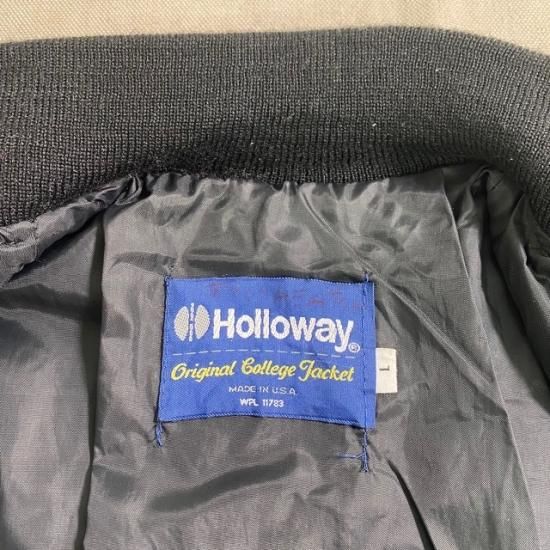 Holloway®
Original College Jacket
MADE IN U.S.A.
WPL 11783
L